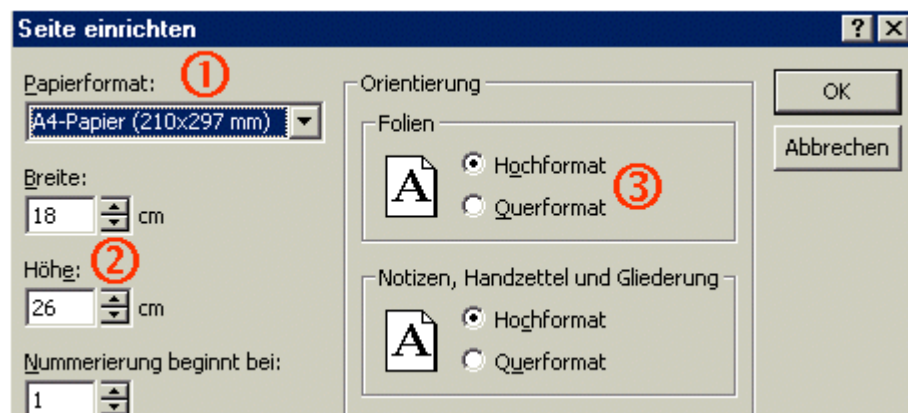 Seite einrichten
Papierformat: ①
A4-Papier (210x297 mm)
Breite:
18 cm
Höhe: ②
26 cm
Nummerierung beginnt bei:
1
Orientierung
Folien
A
Hochformat
Querformat ③
Notizen, Handzettel und Gliederung
A
Hochformat
Querformat
OK
Abbrechen